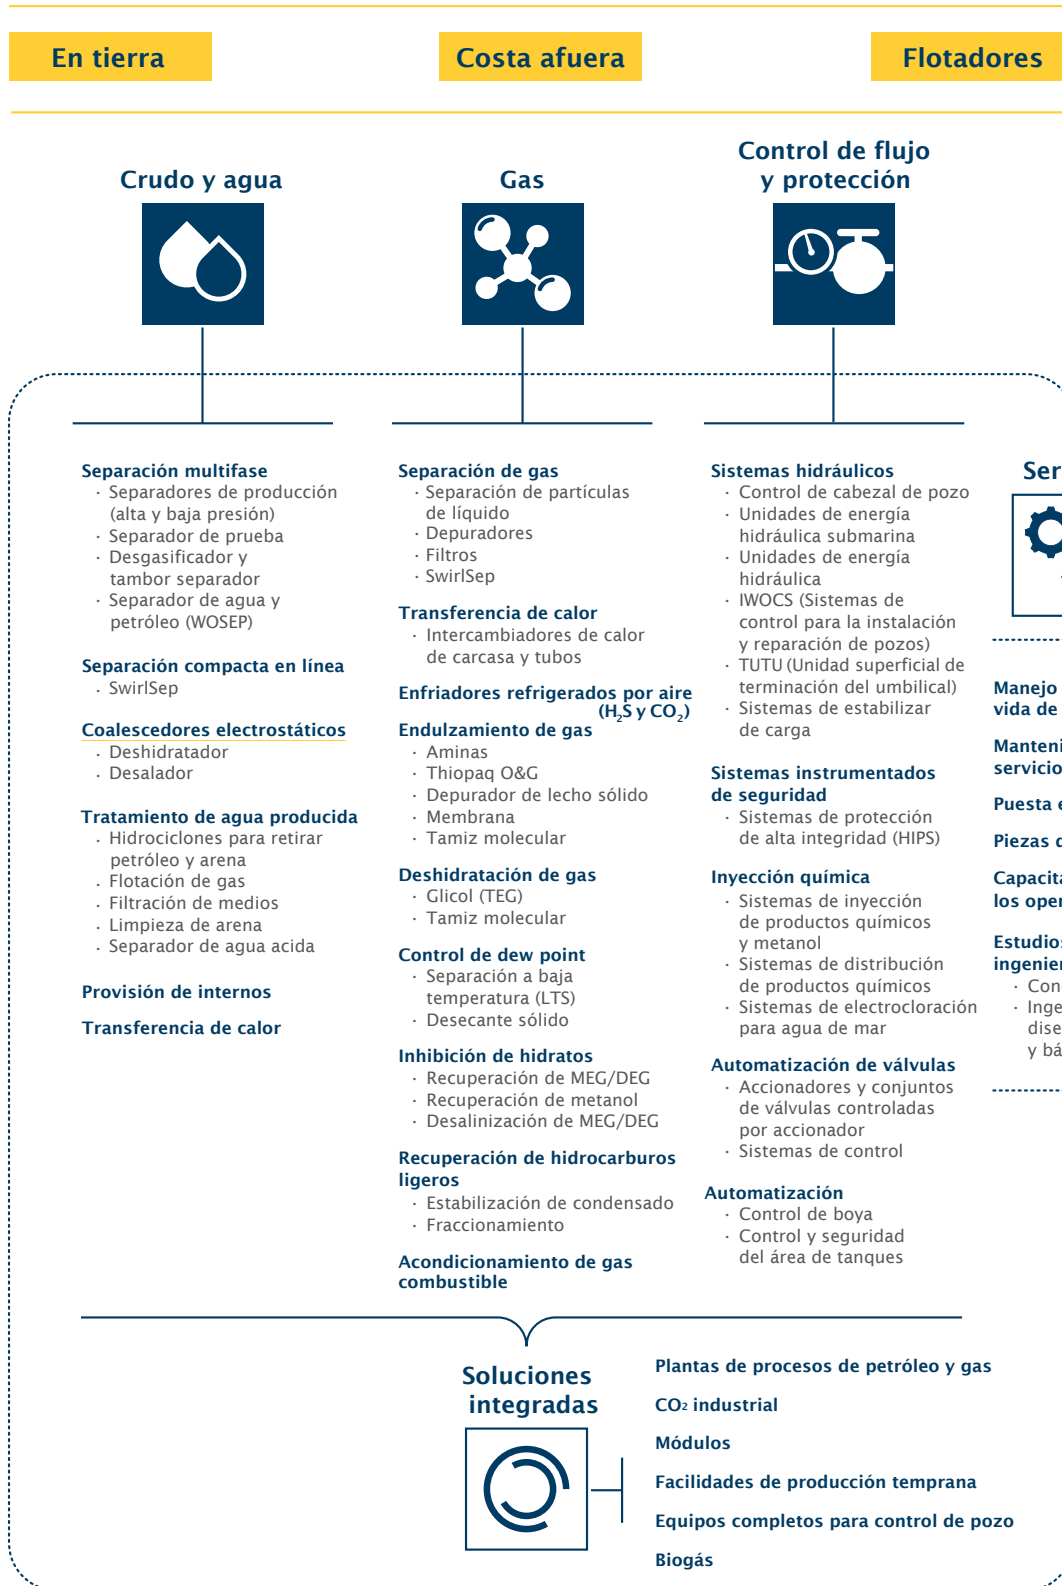 En tierra
Costa afuera
Flotadores
Crudo y agua
Gas
Control de flujo
y protección
Separación multifase
· Separadores de producción
(alta y baja presión)
· Separador de prueba
· Desgasificador y
tambor separador
· Separador de agua y
petróleo (WOSEP)
Separación compacta en línea
· SwirlSep
Coalescedores electrostáticos
· Deshidratador
· Desalador
Tratamiento de agua producida
· Hidrociclones para retirar
petróleo y arena
· Flotación de gas
· Filtración de medios
· Limpieza de arena
· Separador de agua acida
Provisión de internos
Transferencia de calor
Separación de gas
· Separación de partículas
de líquido
· Depuradores
· Filtros
· SwirlSep
Transferencia de calor
· Intercambiadores de calor
de carcasa y tubos
Enfriadores refrigerados por aire
(H₂S y CO₂)
Endulzamiento de gas
· Aminas
· Thiopaq O&G
· Depurador de lecho sólido
· Membrana
· Tamiz molecular
Deshidratación de gas
· Glicol (TEG)
· Tamiz molecular
Control de dew point
· Separación a baja
temperatura (LTS)
· Desecante sólido
Inhibición de hidratos
· Recuperación de MEG/DEG
· Recuperación de metanol
· Desalinización de MEG/DEG
Recuperación de hidrocarburos
ligeros
· Estabilización de condensado
· Fraccionamiento
Acondicionamiento de gas
combustible
Sistemas hidráulicos
· Control de cabezal de pozo
· Unidades de energía
hidráulica submarina
· Unidades de energía
hidráulica
· IWOCS (Sistemas de
control para la instalación
y reparación de pozos)
· TUTU (Unidad superficial de
terminación del umbilical)
· Sistemas de estabilizar
de carga
Sistemas instrumentados
de seguridad
· Sistemas de protección
de alta integridad (HIPS)
Inyección química
· Sistemas de inyección
de productos químicos
y metanol
· Sistemas de distribución
de productos químicos
· Sistemas de electrocloración
para agua de mar
Automatización de válvulas
· Accionadores y conjuntos
de válvulas controladas
por accionador
· Sistemas de control
Automatización
· Control de boya
· Control y seguridad
del área de tanques
Ser
Manejo
vida de
Manteni
servicio
Puesta e
Piezas d
Capacita
los oper
Estudios
ingenier
· Con
· Inge
dise
y bá
Soluciones
integradas
Plantas de procesos de petróleo y gas
CO₂ industrial
Módulos
Facilidades de producción temprana
Equipos completos para control de pozo
Biogás